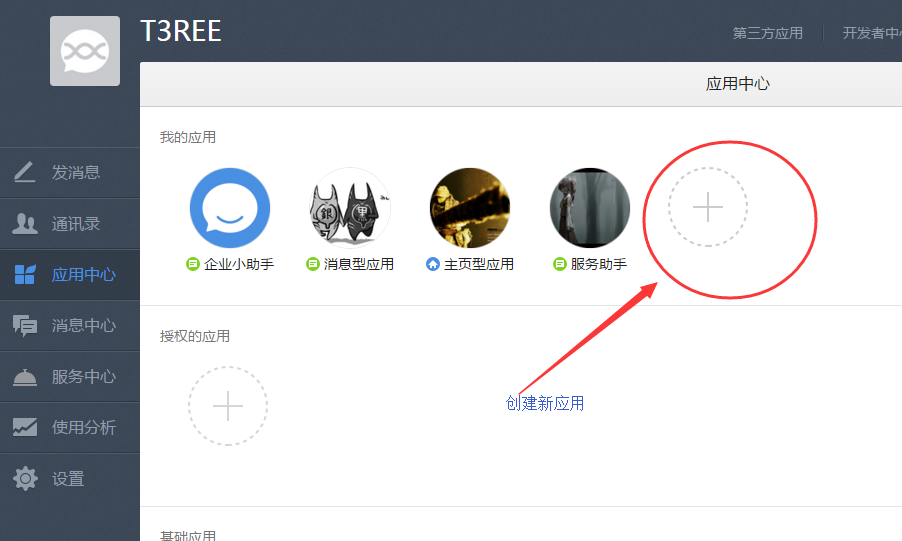 T3REE
第三方应用
开发者中
应用中心
我的应用
发消息
通讯录
应用中心
消息中心
服务中心
使用分析
设置
企业小助手
消息型应用
主页型应用
服务助手
授权的应用
创建新应用
基础应用
銀
黒